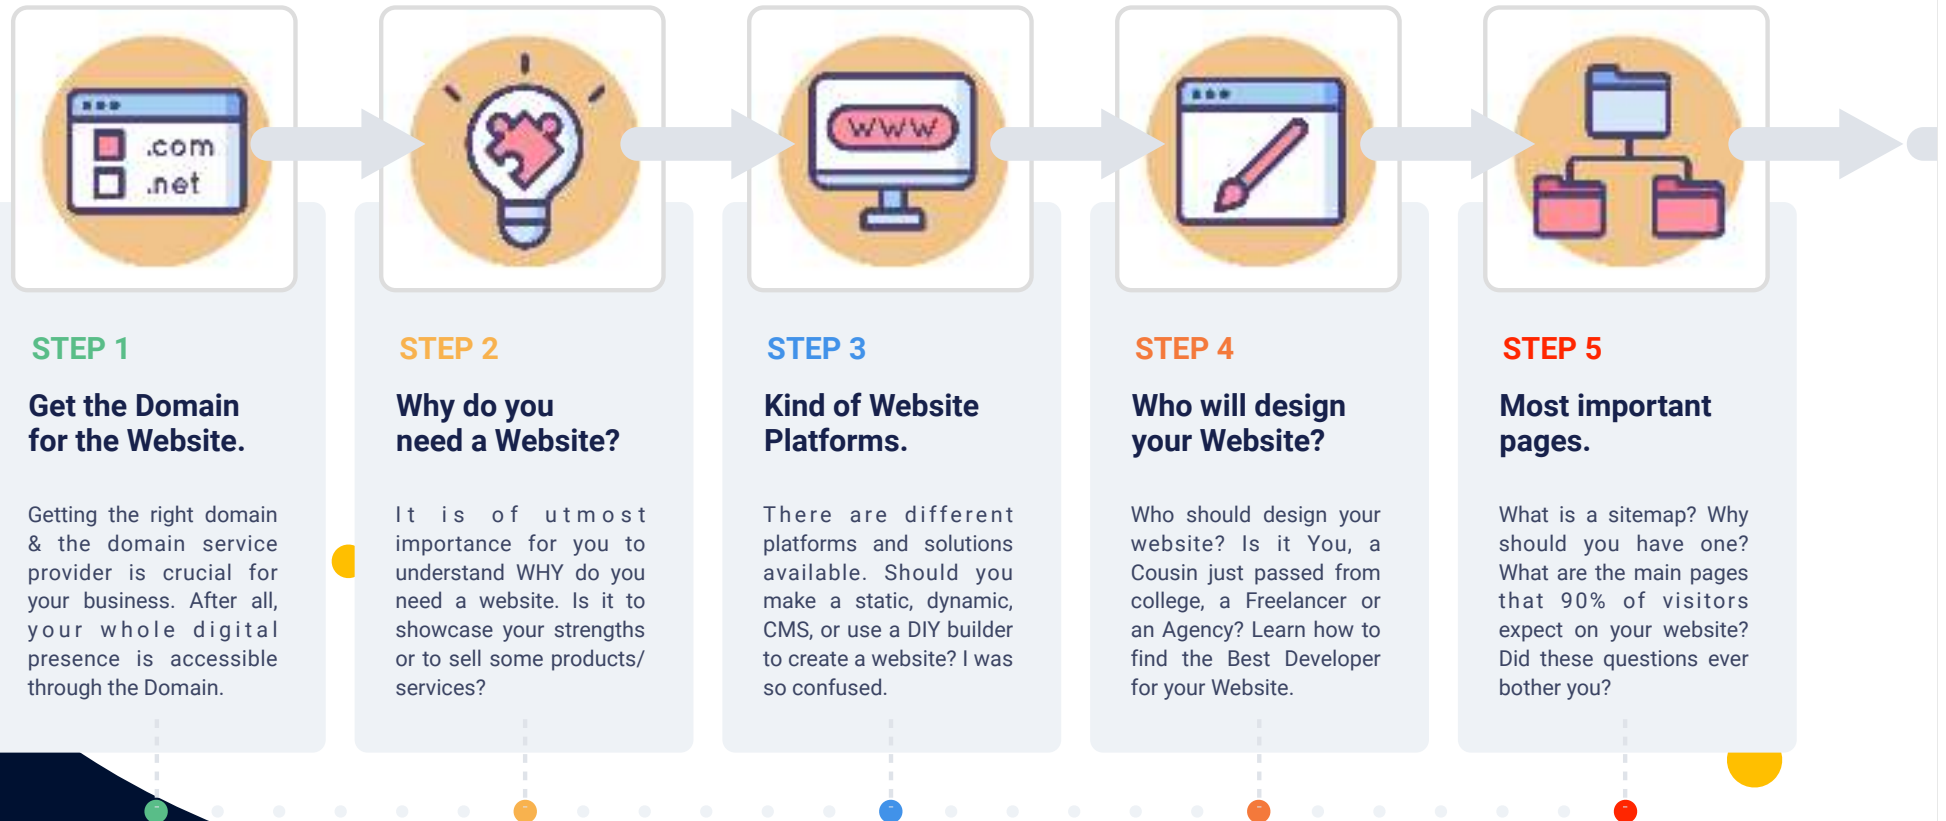 .com
.net
WWW
STEP 1
Get the Domain
for the Website.
Getting the right domain
& the domain service
provider is crucial for
your business. After all,
your whole digital
presence is accessible
through the Domain.
STEP 2
Why do you
need a Website?
It is of utmost
importance for you to
understand WHY do you
need a website. Is it to
showcase your strengths
or to sell some products/
services?
STEP 3
Kind of Website
Platforms.
There are different
platforms and solutions
available. Should you
make a static, dynamic,
CMS, or use a DIY builder
to create a website? I was
so confused.
STEP 4
Who will design
your Website?
Who should design your
website? Is it You, a
Cousin just passed from
college, a Freelancer or
an Agency? Learn how to
find the Best Developer
for your Website.
STEP 5
Most important
pages.
What is a sitemap? Why
should you have one?
What are the main pages
that 90% of visitors
expect on your website?
Did these questions ever
bother you?